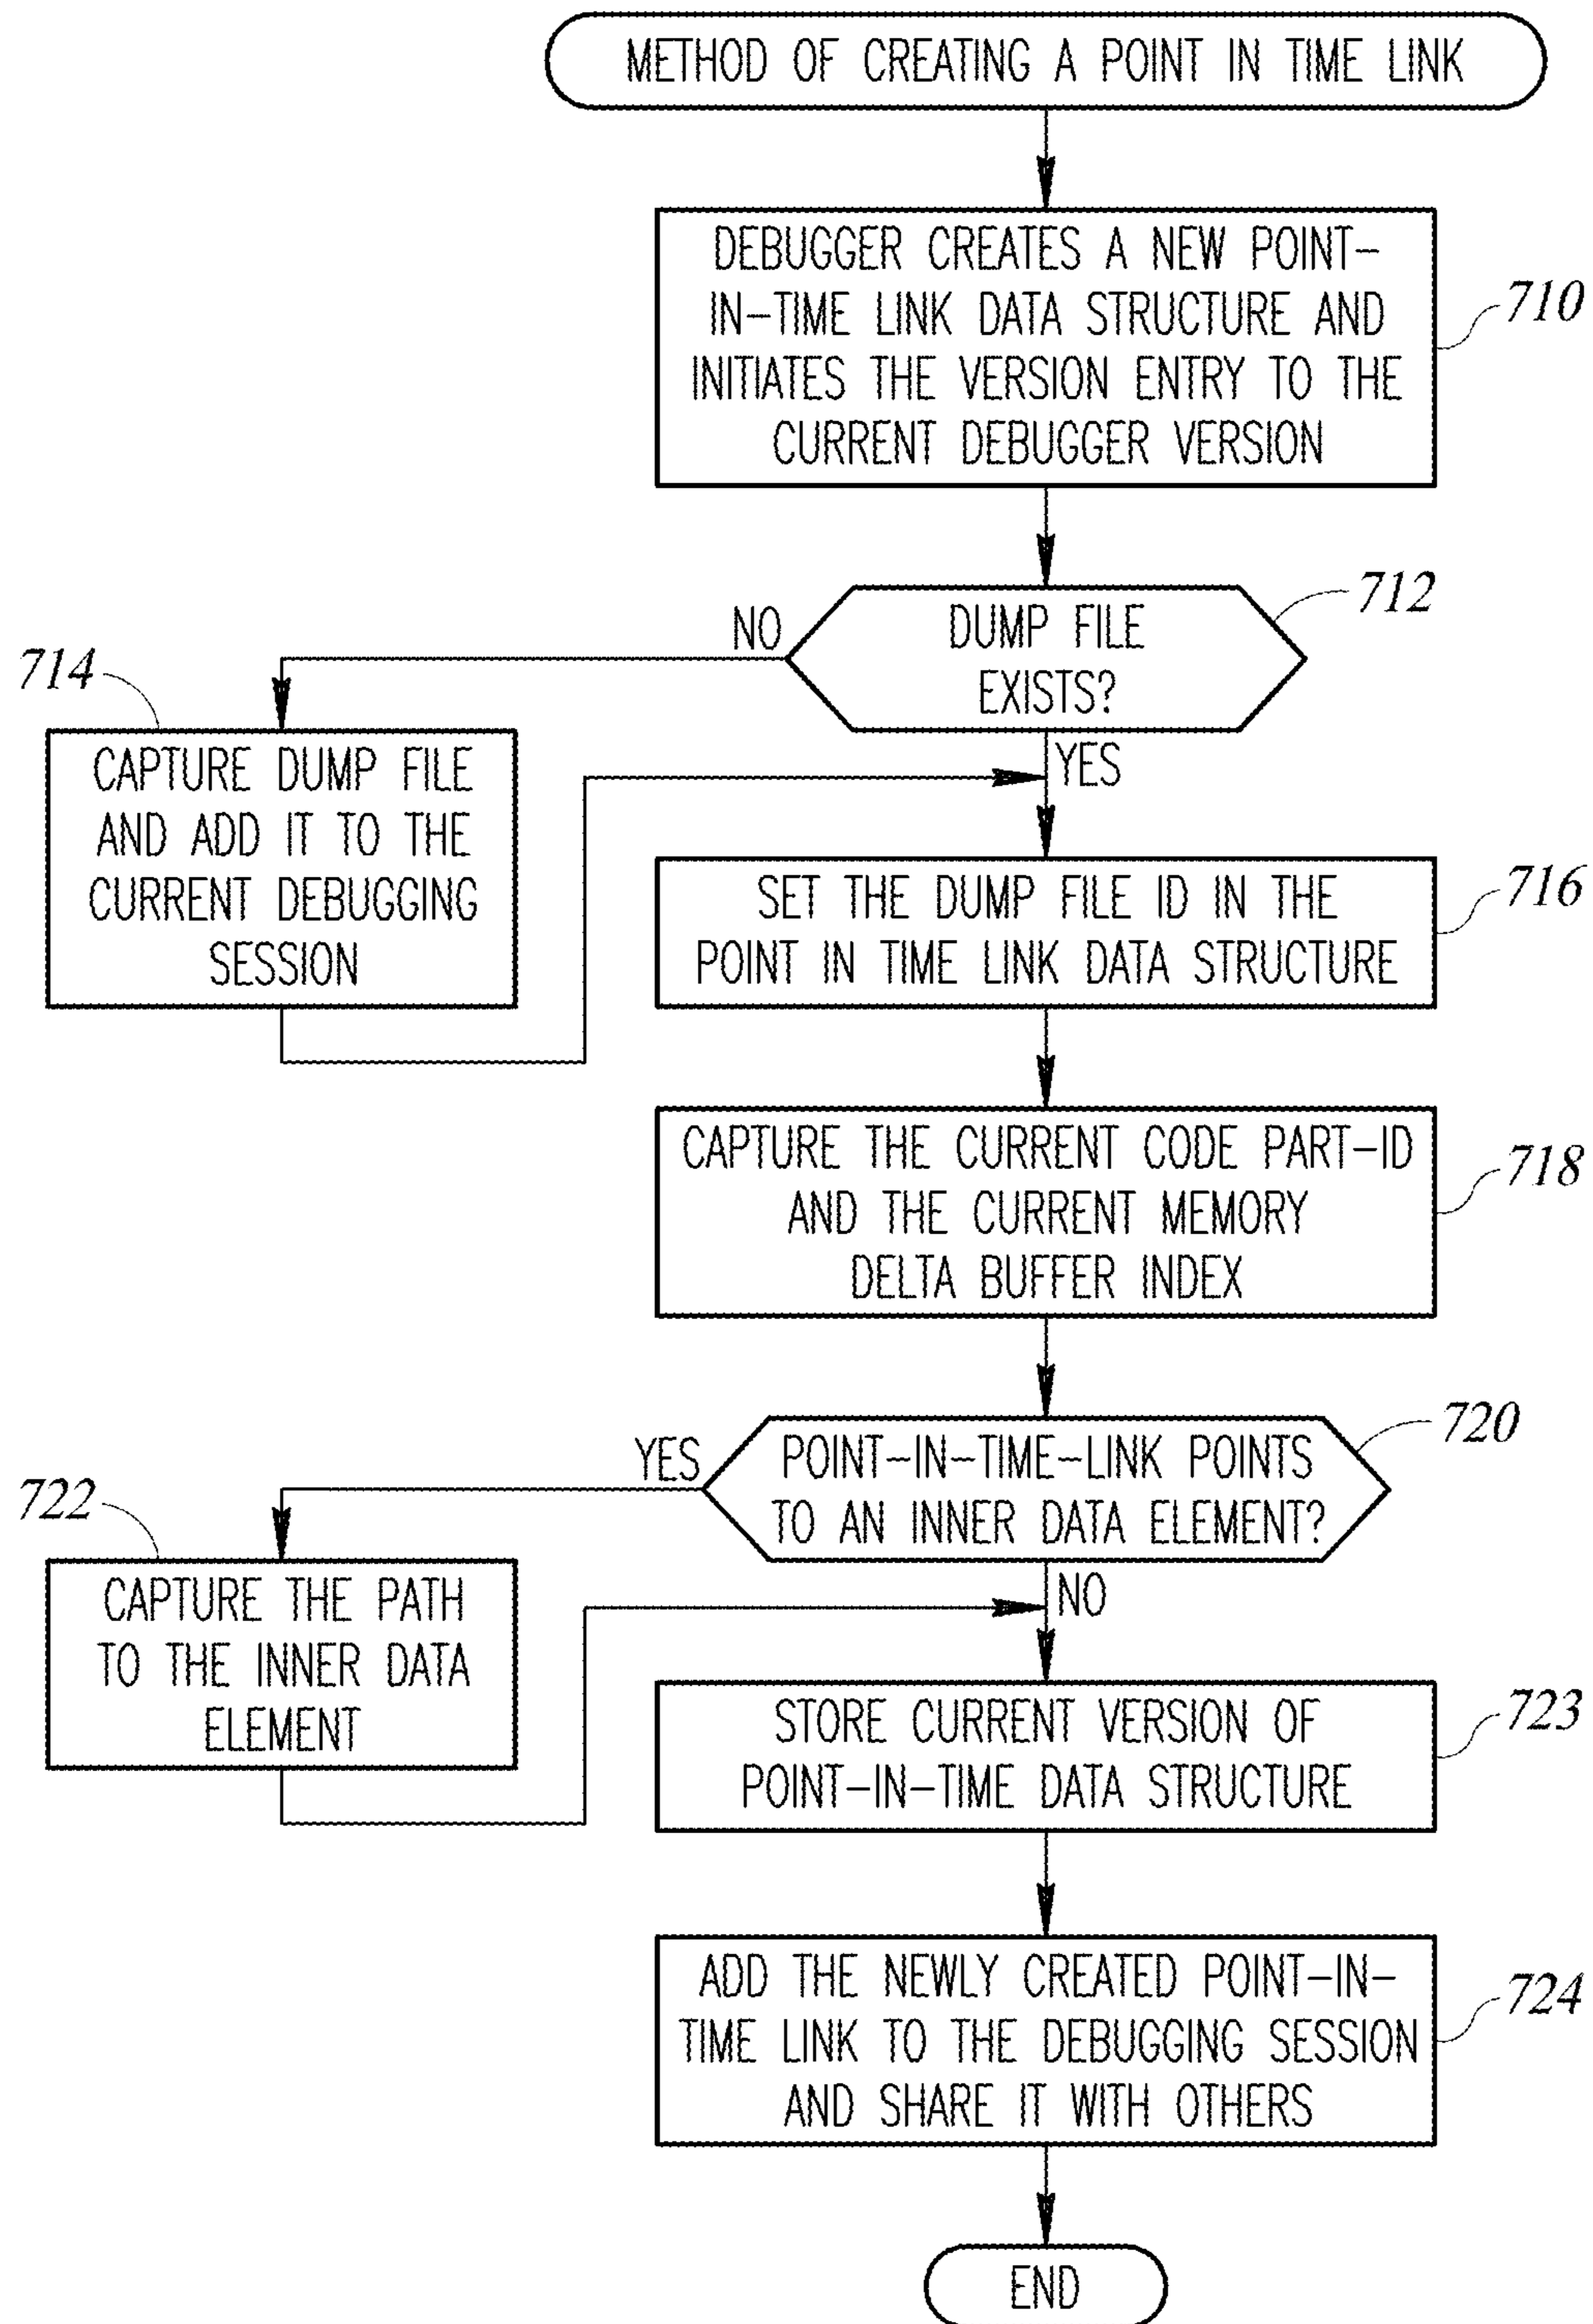 METHOD OF CREATING A POINT IN TIME LINK
DEBUGGER CREATES A NEW POINT-
IN-TIME LINK DATA STRUCTURE AND
INITIATES THE VERSION ENTRY TO THE
CURRENT DEBUGGER VERSION
710
DUMP FILE
EXISTS?
712
NO
YES
714
CAPTURE DUMP FILE
AND ADD IT TO THE
CURRENT DEBUGGING
SESSION
SET THE DUMP FILE ID IN THE
POINT IN TIME LINK DATA STRUCTURE
716
CAPTURE THE CURRENT CODE PART-ID
AND THE CURRENT MEMORY
DELTA BUFFER INDEX
718
POINT-IN-TIME-LINK POINTS
TO AN INNER DATA ELEMENT?
720
YES
NO
722
CAPTURE THE PATH
TO THE INNER DATA
ELEMENT
STORE CURRENT VERSION OF
POINT-IN-TIME DATA STRUCTURE
723
ADD THE NEWLY CREATED POINT-IN-
TIME LINK TO THE DEBUGGING SESSION
AND SHARE IT WITH OTHERS
724
END